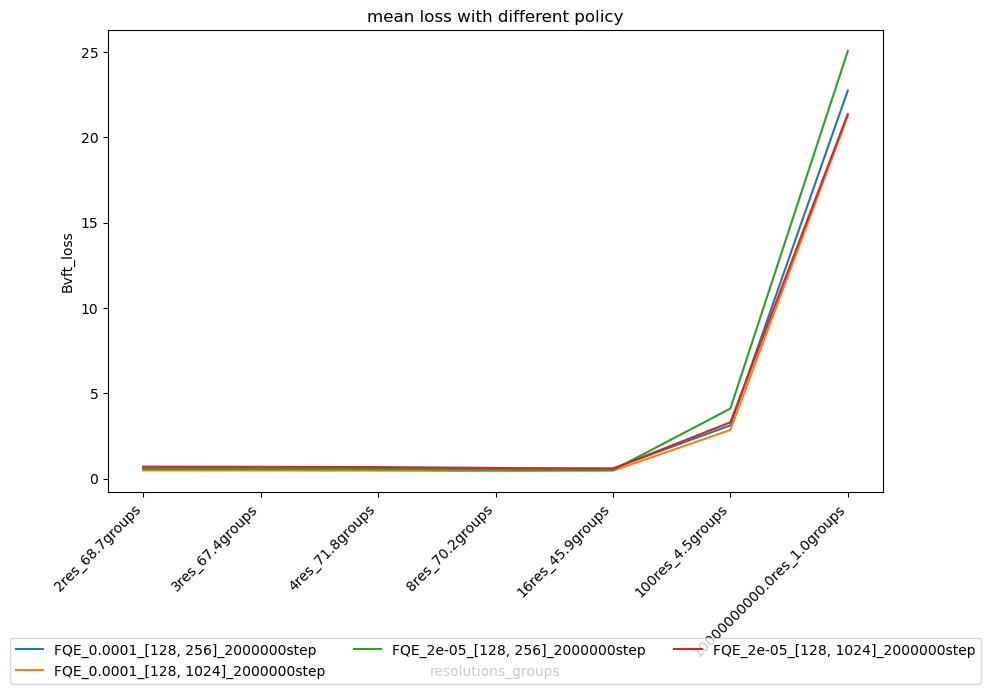 mean loss with different policy
25
20
15
10
5
0
Bvft_loss
2res_68.7groups
3res_67.4groups
4res_71.8groups
8res_70.2groups
16res_45.9groups
100res_4.5groups
10000000000.0res_1.0groups
resolutions_groups
FQE_0.0001_[128, 256]_2000000step
FQE_0.0001_[128, 1024]_2000000step
FQE_2e-05_[128, 256]_2000000step
FQE_2e-05_[128, 1024]_2000000step